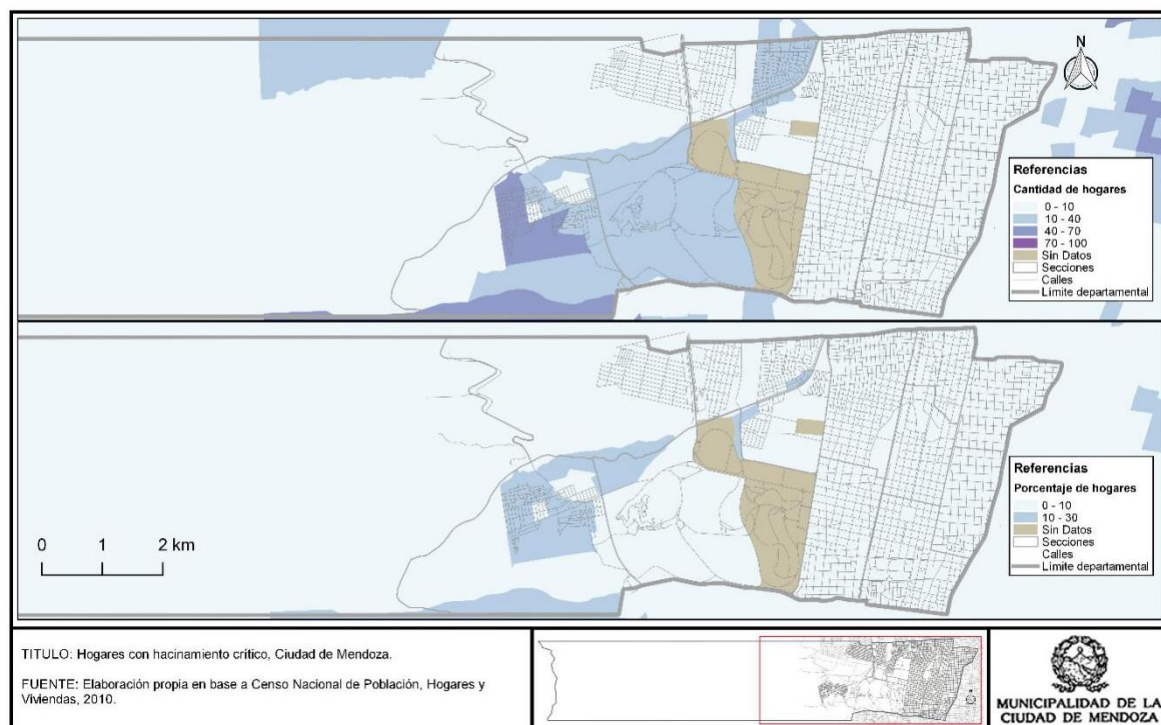 N
Referencias
Cantidad de hogares
0 - 10
10 - 40
40 - 70
70 - 100
Sin Datos
Secciones
Calles
Límite departamental
Referencias
Porcentaje de hogares
0 - 10
10 - 30
Sin Datos
Secciones
Calles
Límite departamental
0 1 2 km
TITULO: Hogares con hacinamiento crítico, Ciudad de Mendoza.
FUENTE: Elaboración propia en base a Censo Nacional de Población, Hogares y
Viviendas, 2010.
MUNICIPALIDAD DE LA
CIUDAD DE MENDOZA